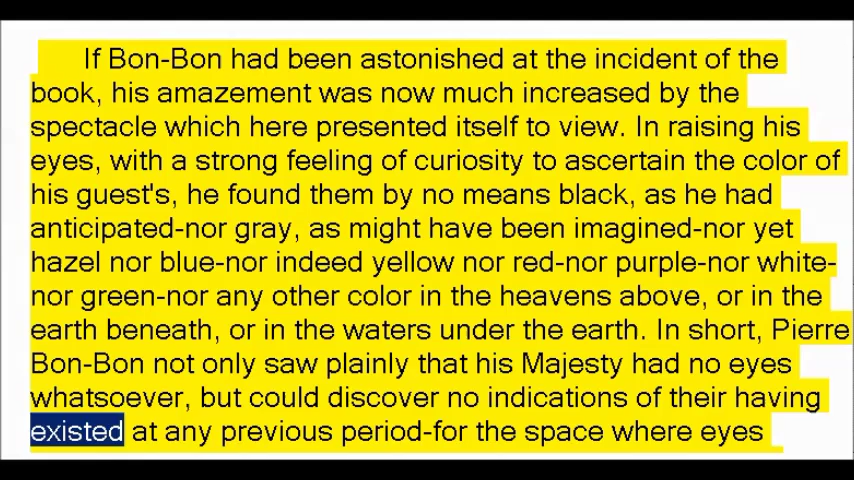 If Bon-Bon had been astonished at the incident of the
book, his amazement was now much increased by the
spectacle which here presented itself to view. In raising his
eyes, with a strong feeling of curiosity to ascertain the color of
his guest's, he found them by no means black, as he had
anticipated-nor gray, as might have been imagined-nor yet
hazel nor blue-nor indeed yellow nor red-nor purple-nor white-
nor green-nor any other color in the heavens above, or in the
earth beneath, or in the waters under the earth. In short, Pierre
Bon-Bon not only saw plainly that his Majesty had no eyes
whatsoever, but could discover no indications of their having
existed at any previous period-for the space where eyes